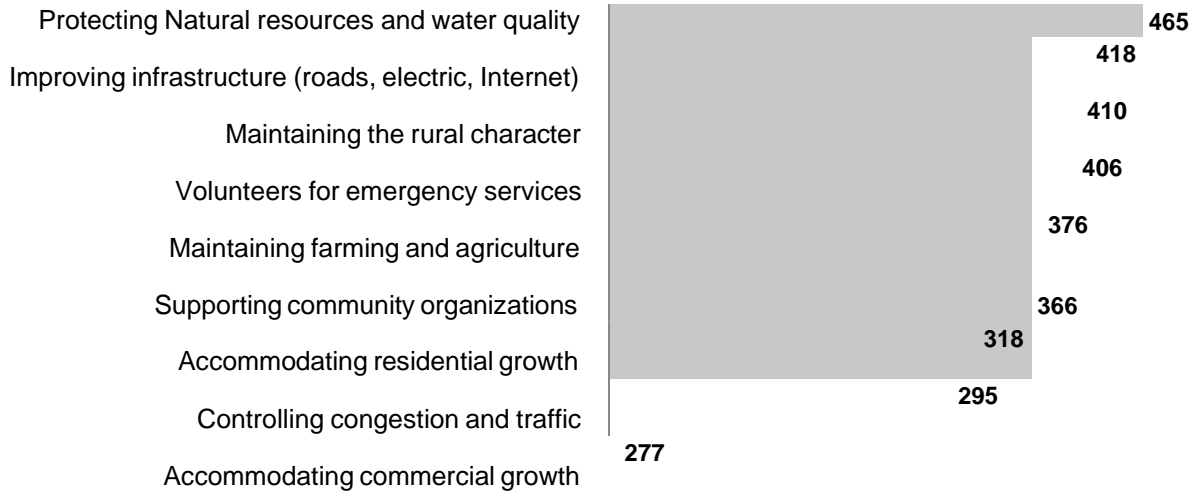 Protecting Natural resources and water quality 465
418
Improving infrastructure (roads, electric, Internet)
410
Maintaining the rural character
406
Volunteers for emergency services
376
Maintaining farming and agriculture
Supporting community organizations 366
318
Accommodating residential growth
295
Controlling congestion and traffic
277
Accommodating commercial growth